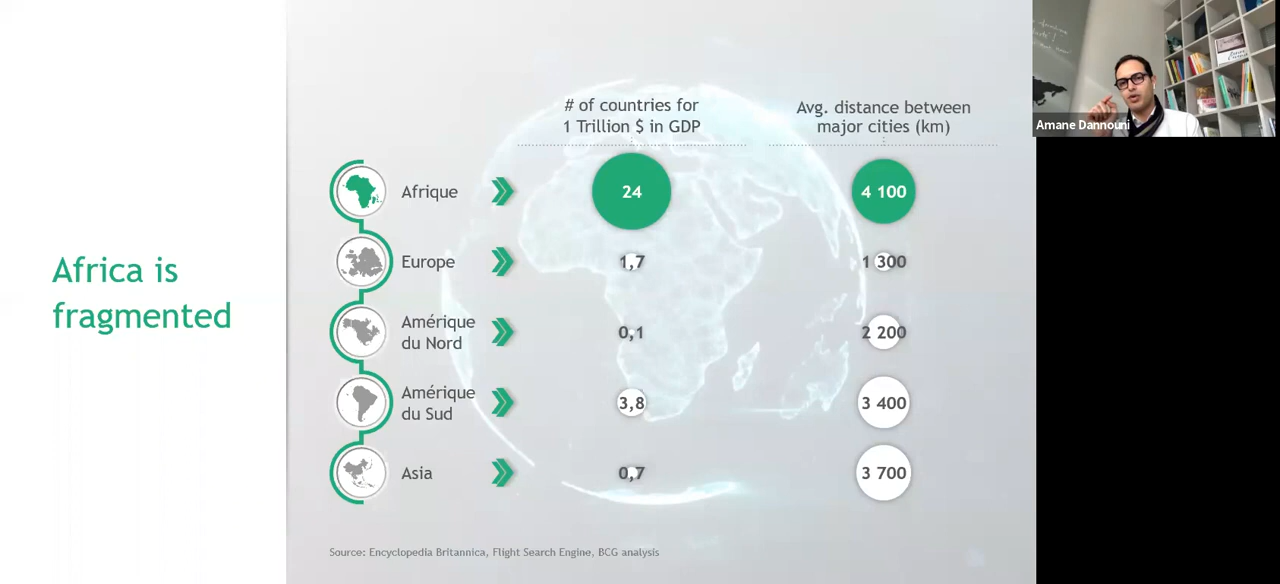 Africa is
fragmented
# of countries for
1 Trillion $ in GDP
Avg. distance between
major cities (km)
Afrique
24
4 100
Europe
1,7
1 300
Amérique
du Nord
0,1
2 200
Amérique
du Sud
3,8
3 400
Asia
0,7
3 700
Source: Encyclopedia Britannica, Flight Search Engine, BCG analysis
Amane Dannouni